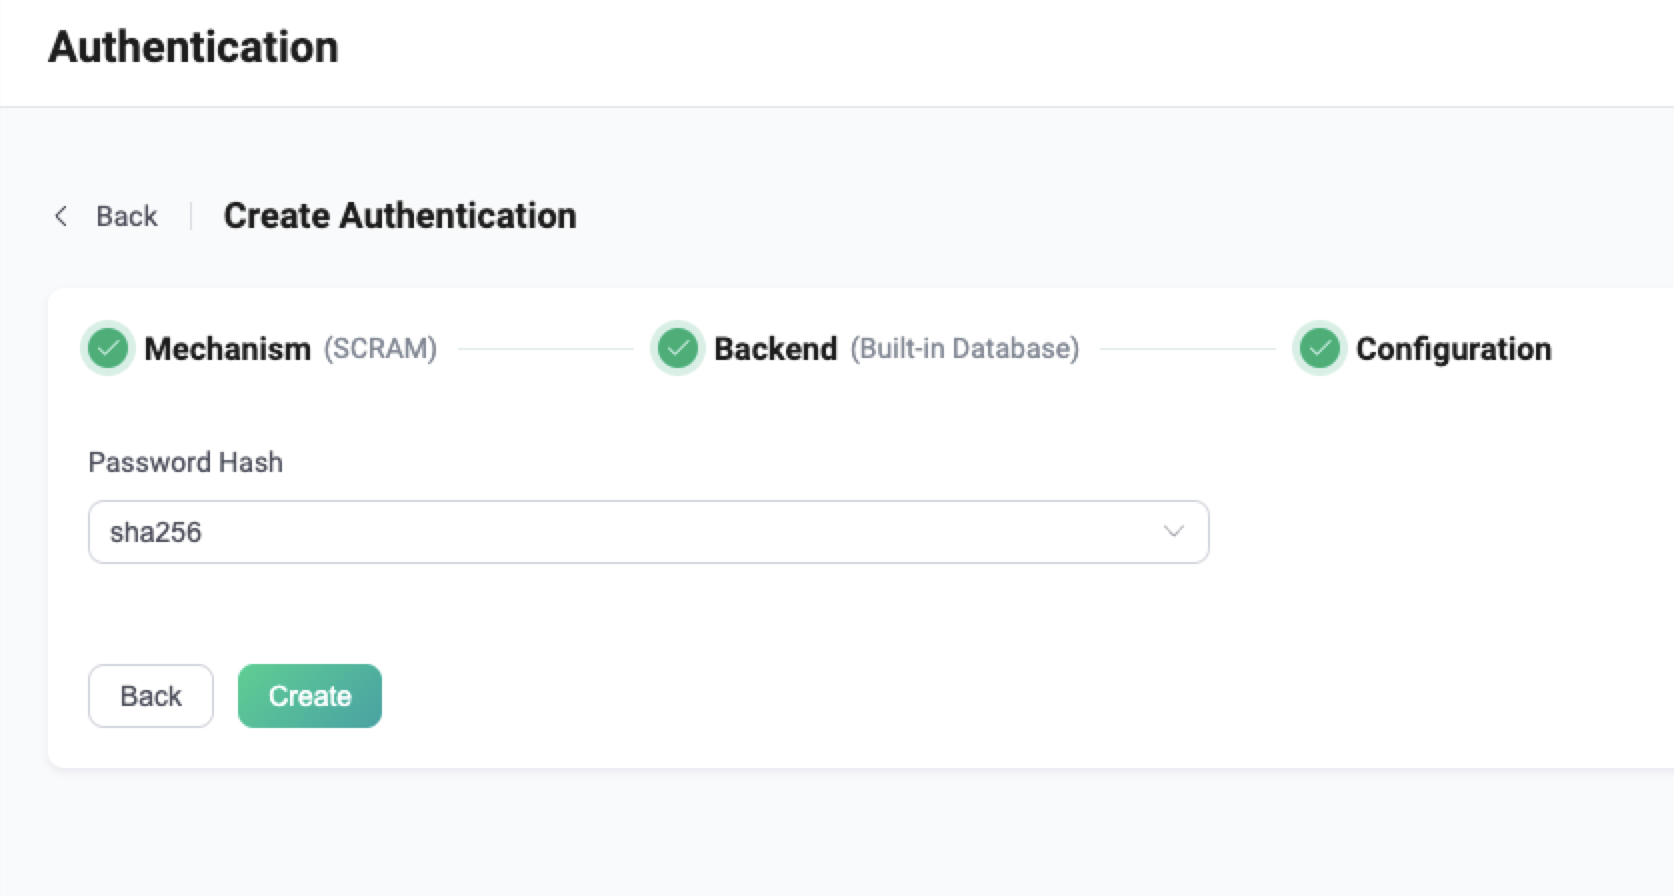 Authentication
Back
Create Authentication
Mechanism (SCRAM)
Backend (Built-in Database)
Configuration
Password Hash
sha256
Back
Create